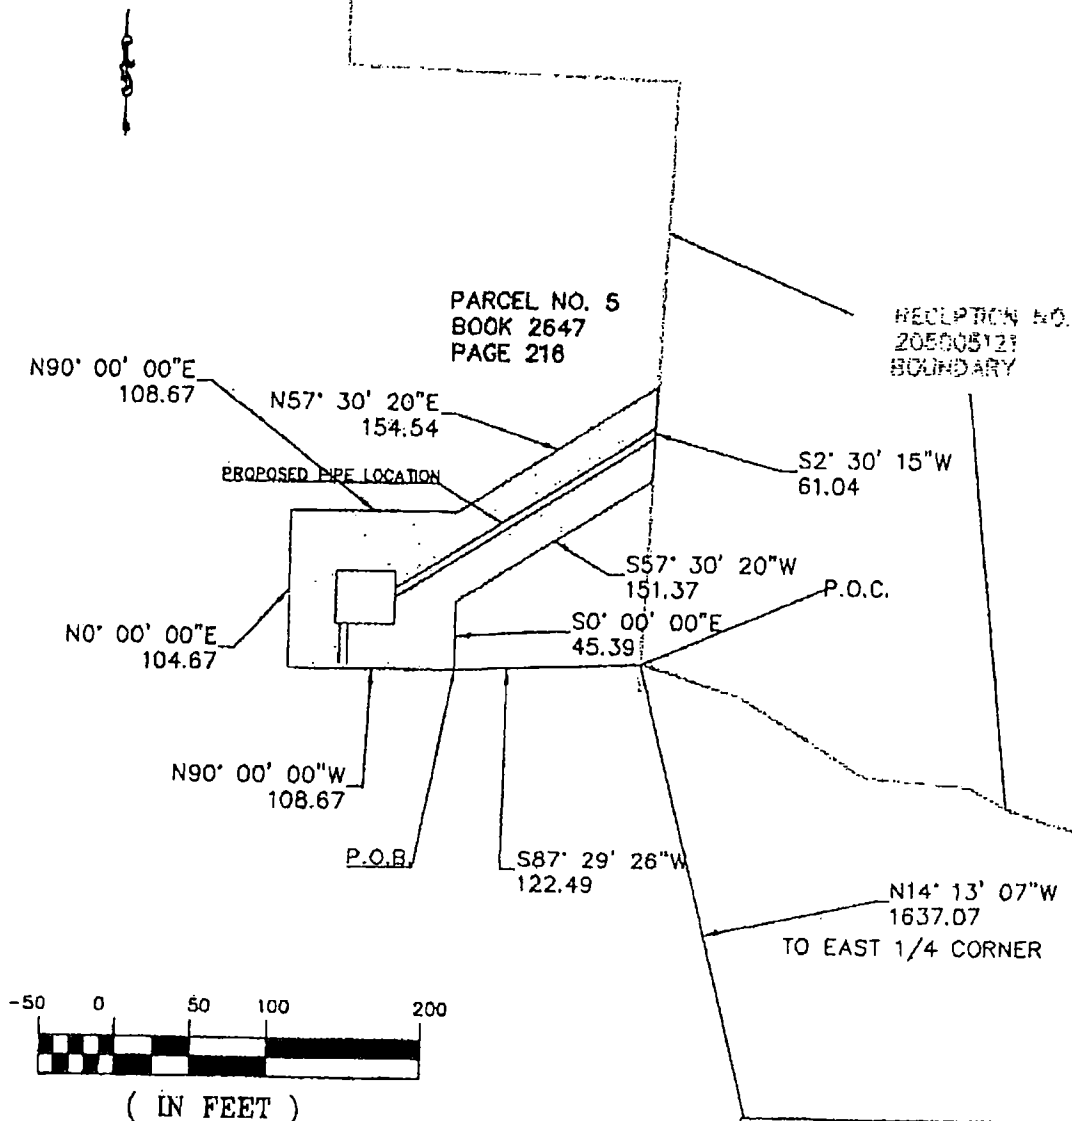 PARCEL NO. 5
BOOK 2647
PAGE 216
RECEPTION NO.
205005121
BOUNDARY
N90° 00' 00"E
108.67
N57° 30' 20"E
154.54
PROPOSED PIPE LOCATION
S2° 30' 15"W
61.04
S57° 30' 20"W
151.37
P.O.C.
S0° 00' 00"E
45.39
N0° 00' 00"E
104.67
N90° 00' 00"W
108.67
P.O.B.
S87° 29' 26"W
122.49
N14° 13' 07"W
1637.07
TO EAST 1/4 CORNER
-50 0 50 100 200
( IN FEET )